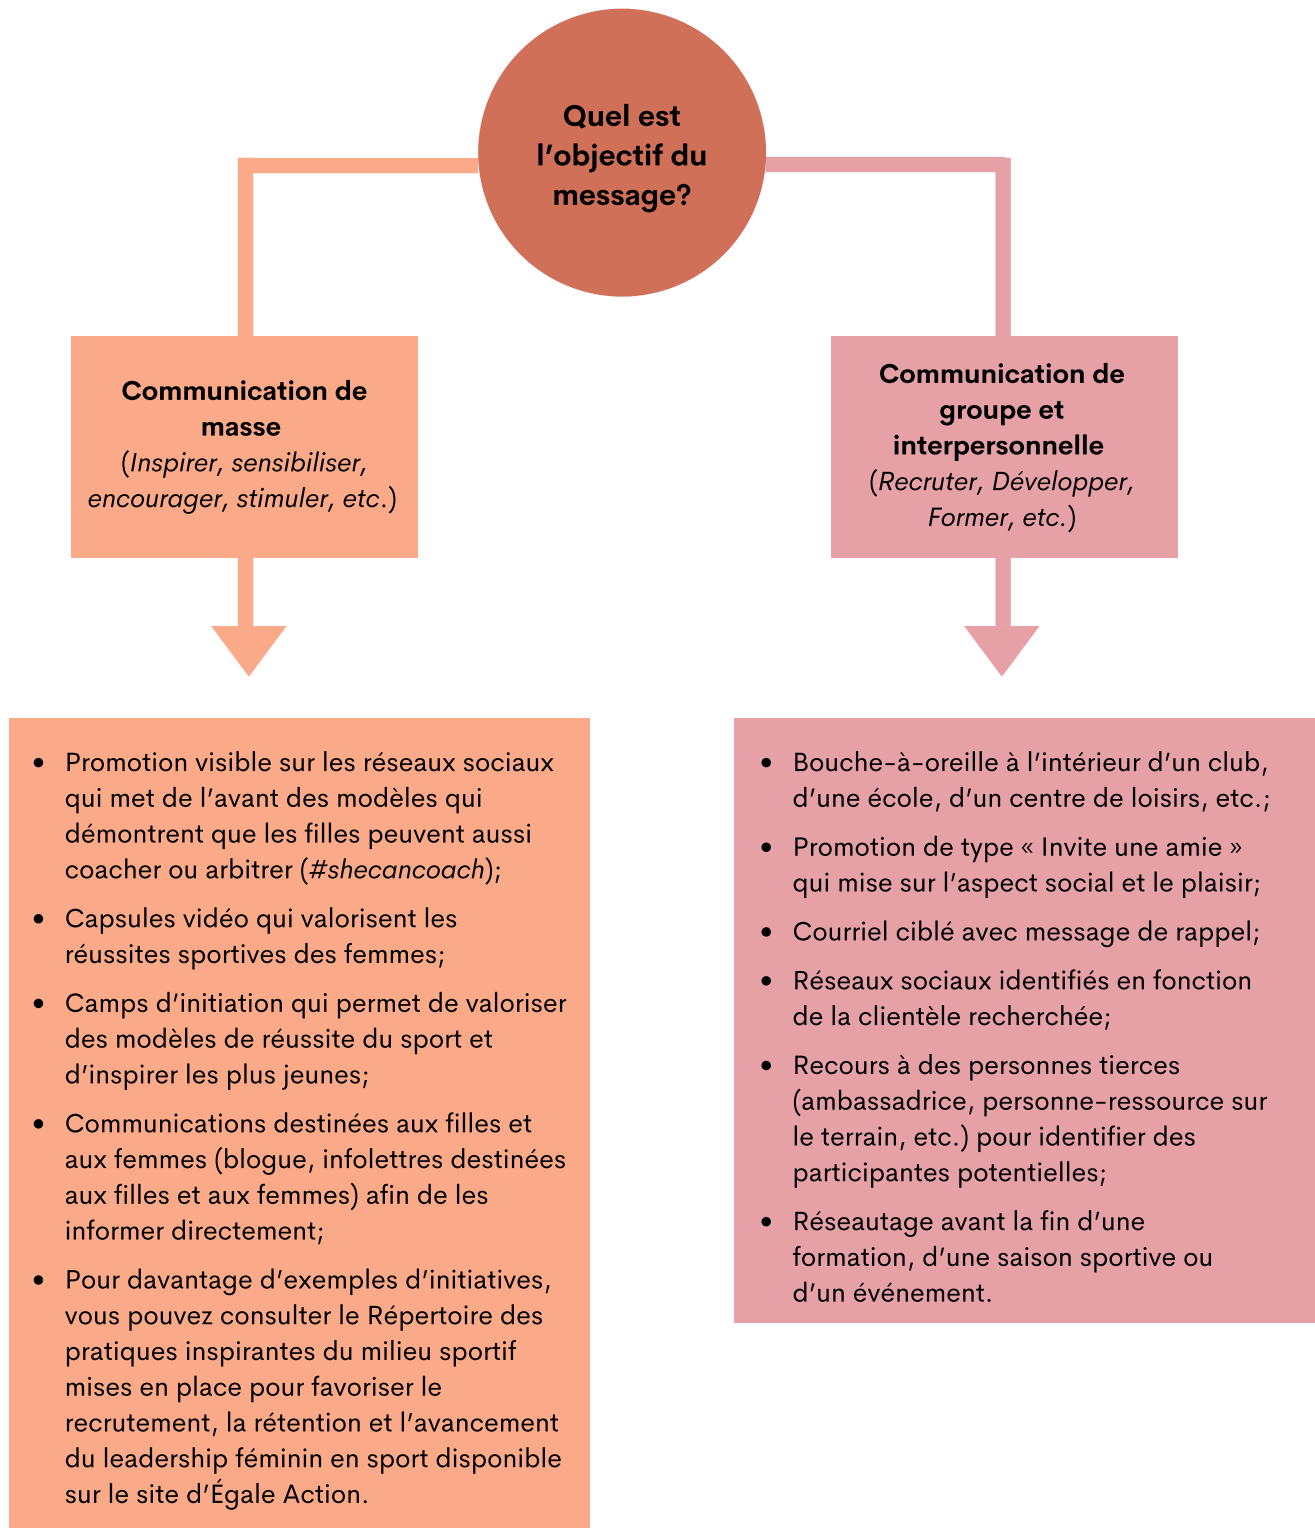 Quel est
l'objectif du
message?
Communication de
masse
(Inspirer, sensibiliser,
encourager, stimuler, etc.)
Communication de
groupe et
interpersonnelle
(Recruter, Développer,
Former, etc.)
• Promotion visible sur les réseaux sociaux
qui met de l'avant des modèles qui
démontrent que les filles peuvent aussi
coacher ou arbitrer (#shecancoach);
• Capsules vidéo qui valorisent les
réussites sportives des femmes;
• Camps d'initiation qui permet de valoriser
des modèles de réussite du sport et
d'inspirer les plus jeunes;
• Communications destinées aux filles et
aux femmes (blogue, infolettres destinées
aux filles et aux femmes) afin de les
informer directement;
• Pour davantage d'exemples d'initiatives,
vous pouvez consulter le Répertoire des
pratiques inspirantes du milieu sportif
mises en place pour favoriser le
recrutement, la rétention et l'avancement
du leadership féminin en sport disponible
sur le site d'Égale Action.
• Bouche-à-oreille à l'intérieur d'un club,
d'une école, d'un centre de loisirs, etc.;
• Promotion de type « Invite une amie »
qui mise sur l'aspect social et le plaisir;
• Courriel ciblé avec message de rappel;
• Réseaux sociaux identifiés en fonction
de la clientèle recherchée;
• Recours à des personnes tierces
(ambassadrice, personne-ressource sur
le terrain, etc.) pour identifier des
participantes potentielles;
• Réseautage avant la fin d'une
formation, d'une saison sportive ou
d'un événement.